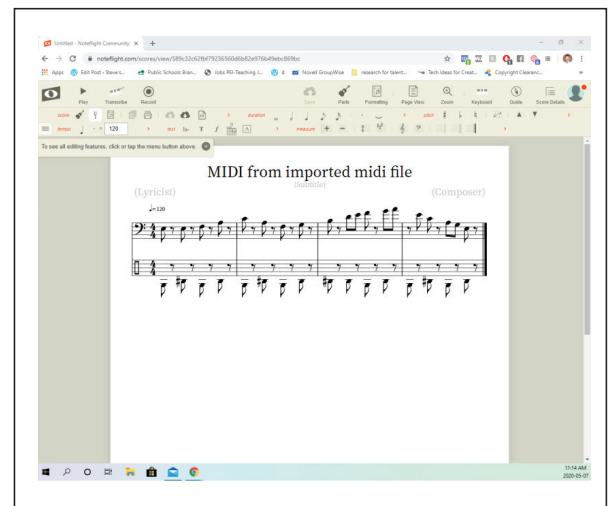 Untitled - Noteflight Community
noteflight.com/scores/view/589c32c62fbf79236560d6b82e976b49ebc869bc
Apps
Edit Post ‹ Steve's...
Public Schools Bran...
Jobs PEI-Teaching |...
Novell GroupWise
research for talent...
Tech Ideas for Creat...
Copyright Clearanc...
Play
Transcribe
Record
Save
Parts
Formatting
Page View
Zoom
Keyboard
Guide
Score Details
score
duration
pitch
tempo
120
text
measure
To see all editing features, click or tap the menu button above.
MIDI from imported midi file
(Subtitle)
(Lyricist)
(Composer)
♩=120
11:14 AM
2020-05-07